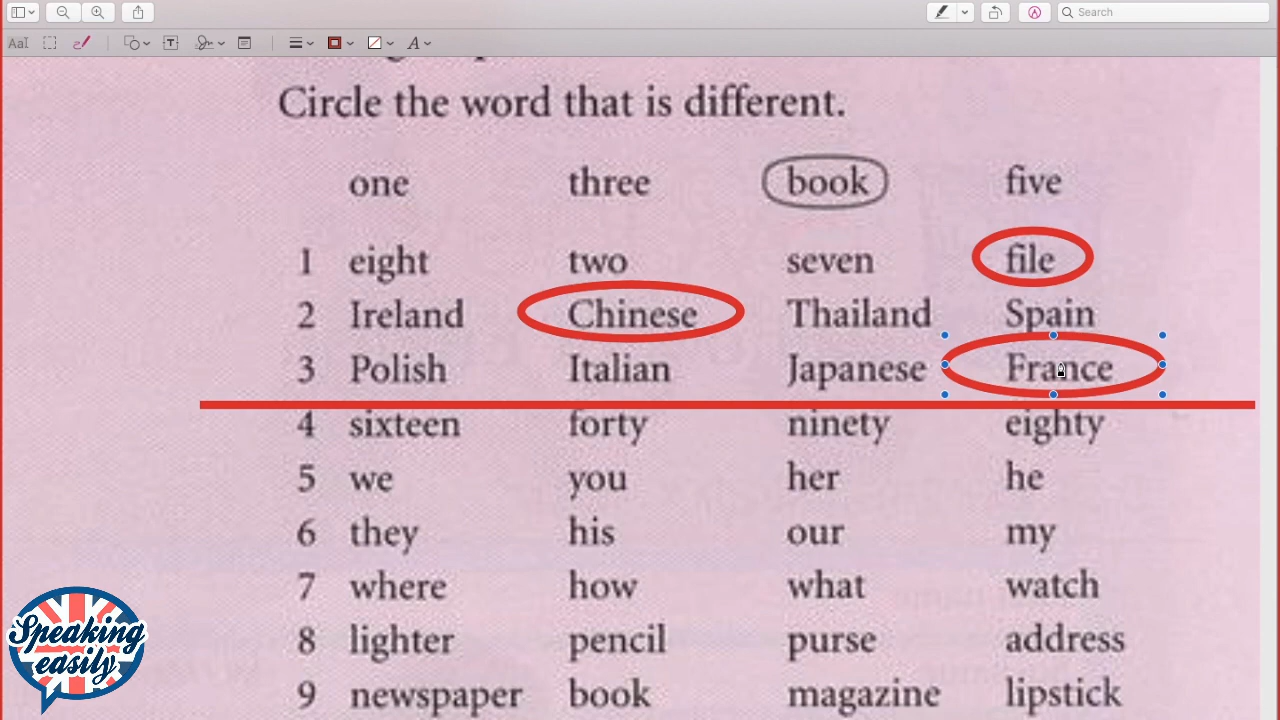 Search
AaI
A
Circle the word that is different.
one three book five
1 eight two seven file
2 Ireland Chinese Thailand Spain
3 Polish Italian Japanese France
4 sixteen forty ninety eighty
5 we you her he
6 they his our my
7 where how what watch
8 lighter pencil purse address
9 newspaper book magazine lipstick
Speaking
easily